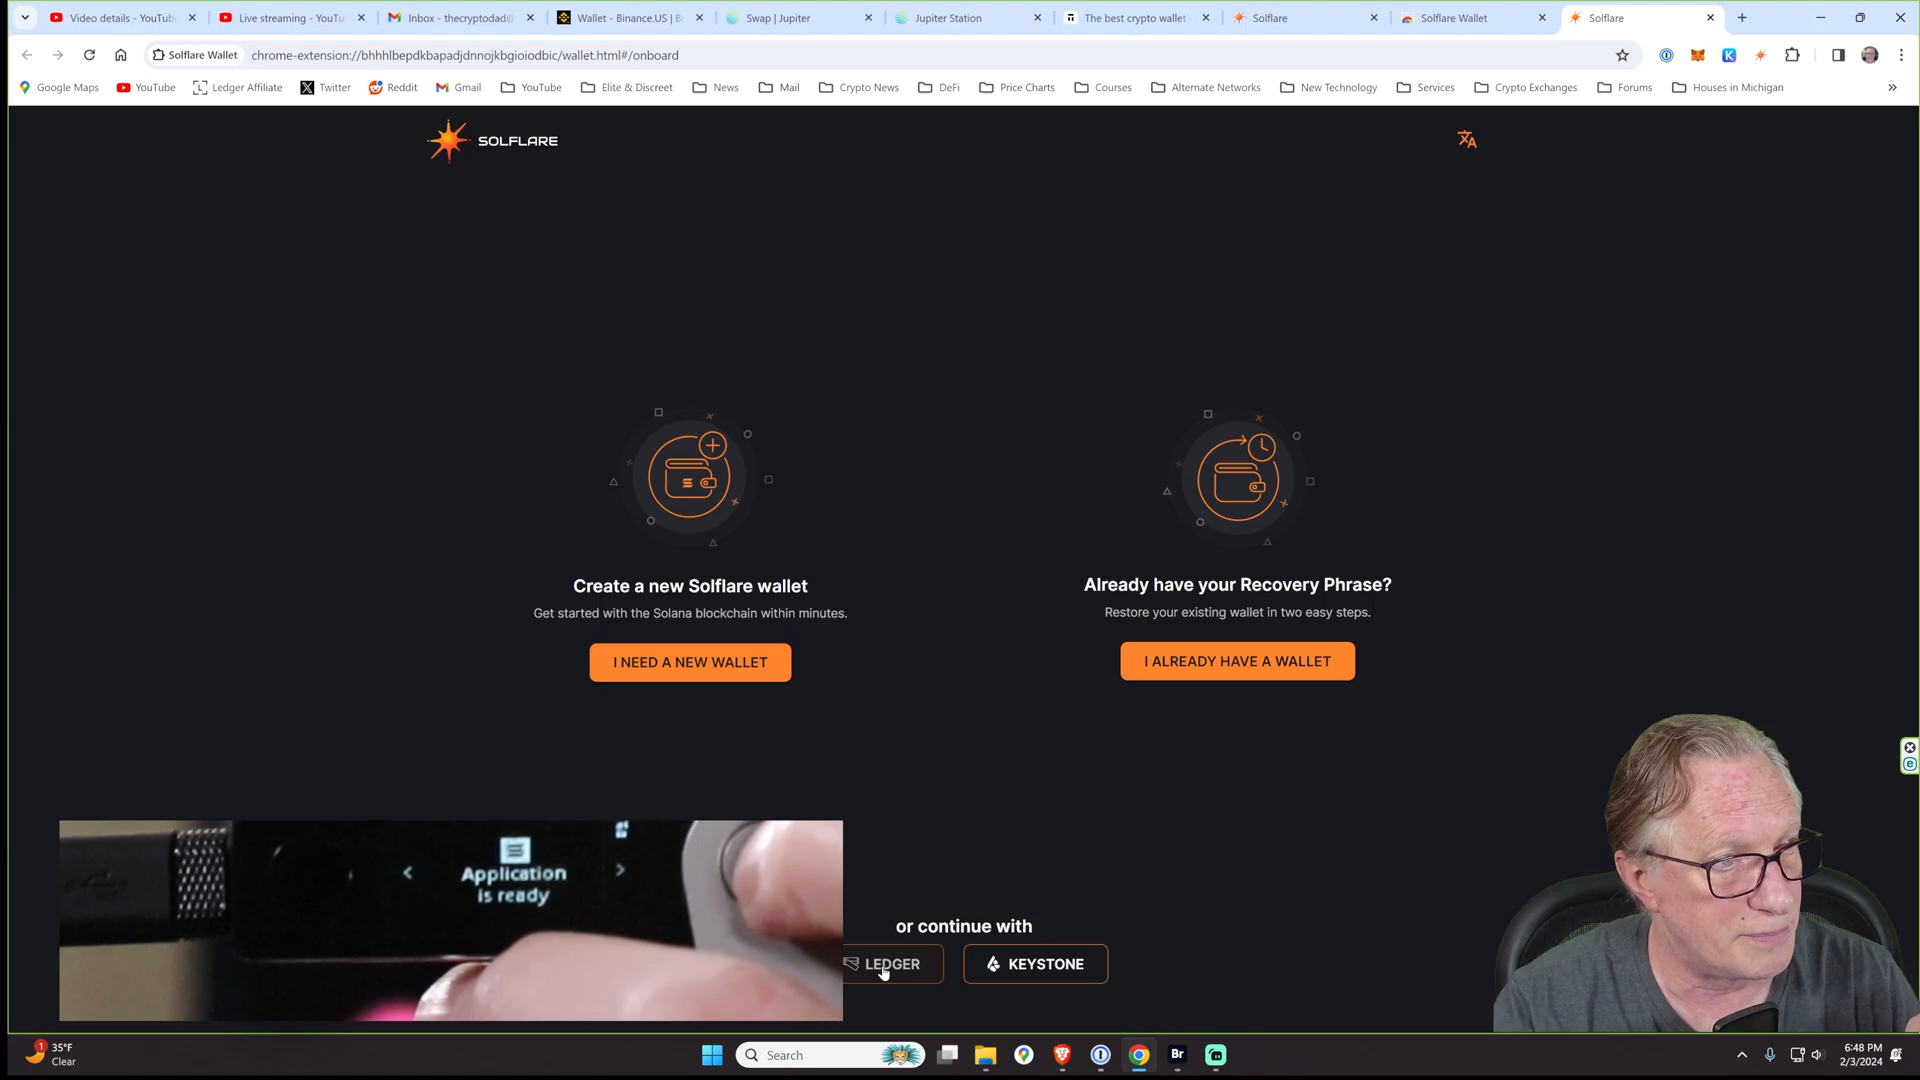 Video details - YouTub
Live streaming - YouTu
Inbox - thecryptodad@
Wallet - Binance.US | B
Swap | Jupiter
Jupiter Station
The best crypto wallet
Solflare
Solflare Wallet
Solflare
Solflare Wallet
chrome-extension://bhhhlbepdkbapadjdnnojkbgioiodbic/wallet.html#/onboard
Google Maps
YouTube
Ledger Affiliate
Twitter
Reddit
Gmail
YouTube
Elite & Discreet
News
Mail
Crypto News
DeFi
Price Charts
Courses
Alternate Networks
New Technology
Services
Crypto Exchanges
Forums
Houses in Michigan
SOLFLARE
Create a new Solflare wallet
Get started with the Solana blockchain within minutes.
I NEED A NEW WALLET
Already have your Recovery Phrase?
Restore your existing wallet in two easy steps.
I ALREADY HAVE A WALLET
Application
is ready
or continue with
LEDGER
KEYSTONE
1
35°F
Clear
Search
Br
6:48 PM
2/3/2024